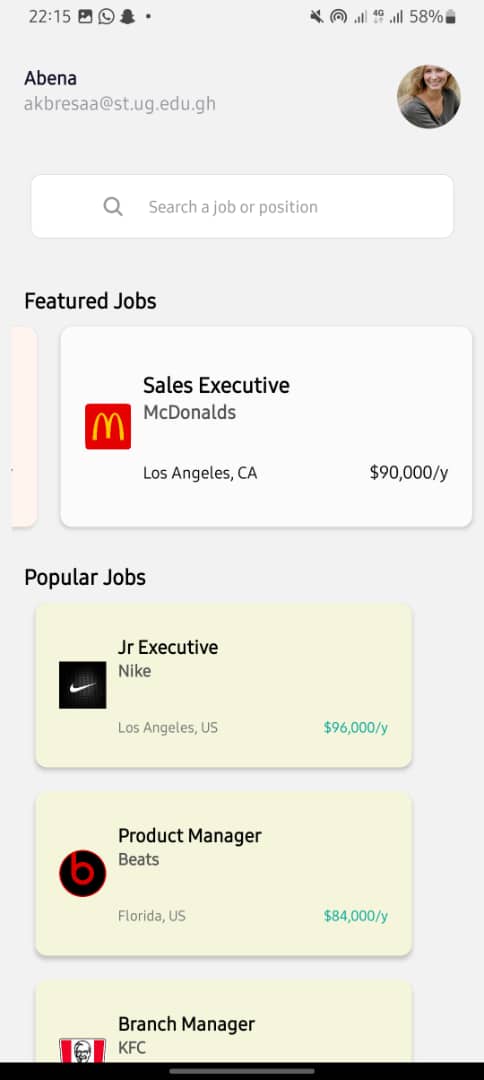 22:15
4G
58%
Abena
akbresaa@st.ug.edu.gh
Search a job or position
Featured Jobs
Sales Executive
McDonalds
Los Angeles, CA
$90,000/y
Popular Jobs
Jr Executive
Nike
Los Angeles, US
$96,000/y
Product Manager
Beats
Florida, US
$84,000/y
Branch Manager
KFC